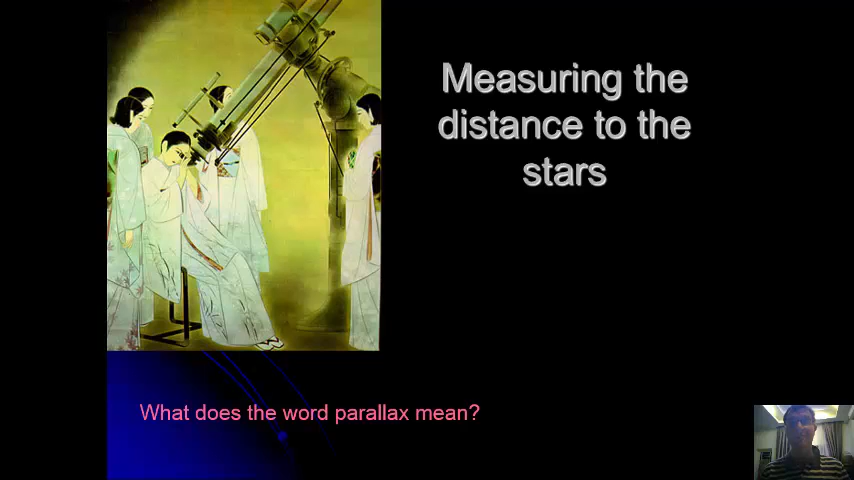 Measuring the
distance to the
stars
What does the word parallax mean?